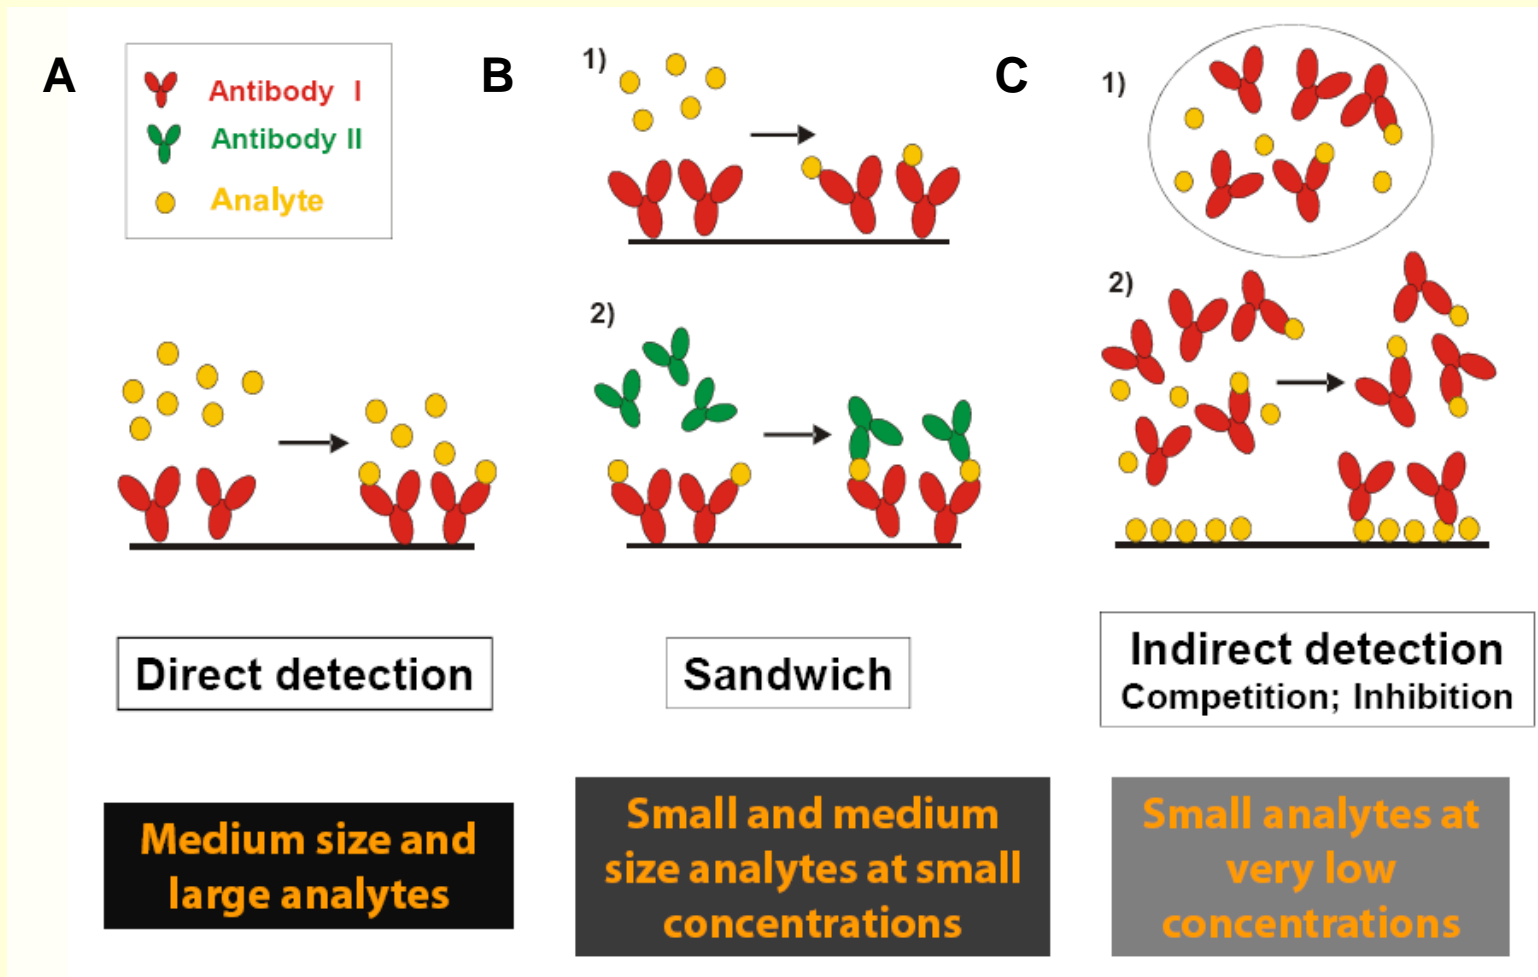 A
Antibody I
Antibody II
Analyte
Direct detection
Medium size and
large analytes
B
1)
2)
Sandwich
Small and medium
size analytes at small
concentrations
C
1)
2)
Indirect detection
Competition; Inhibition
Small analytes at
very low
concentrations